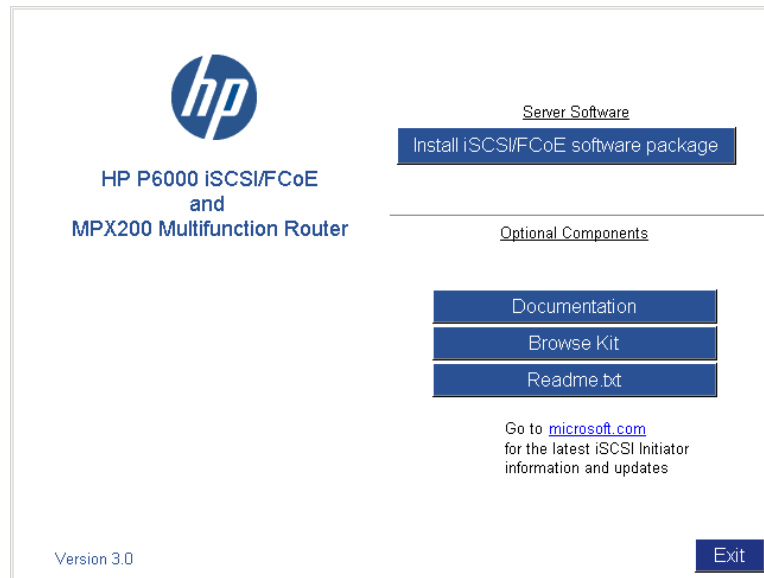 hp
HP P6000 iSCSI/FCoE
and
MPX200 Multifunction Router
Version 3.0
Server Software
Install iSCSI/FCoE software package
Optional Components
Documentation
Browse Kit
Readme.txt
Go to microsoft.com
for the latest iSCSI Initiator
information and updates
Exit